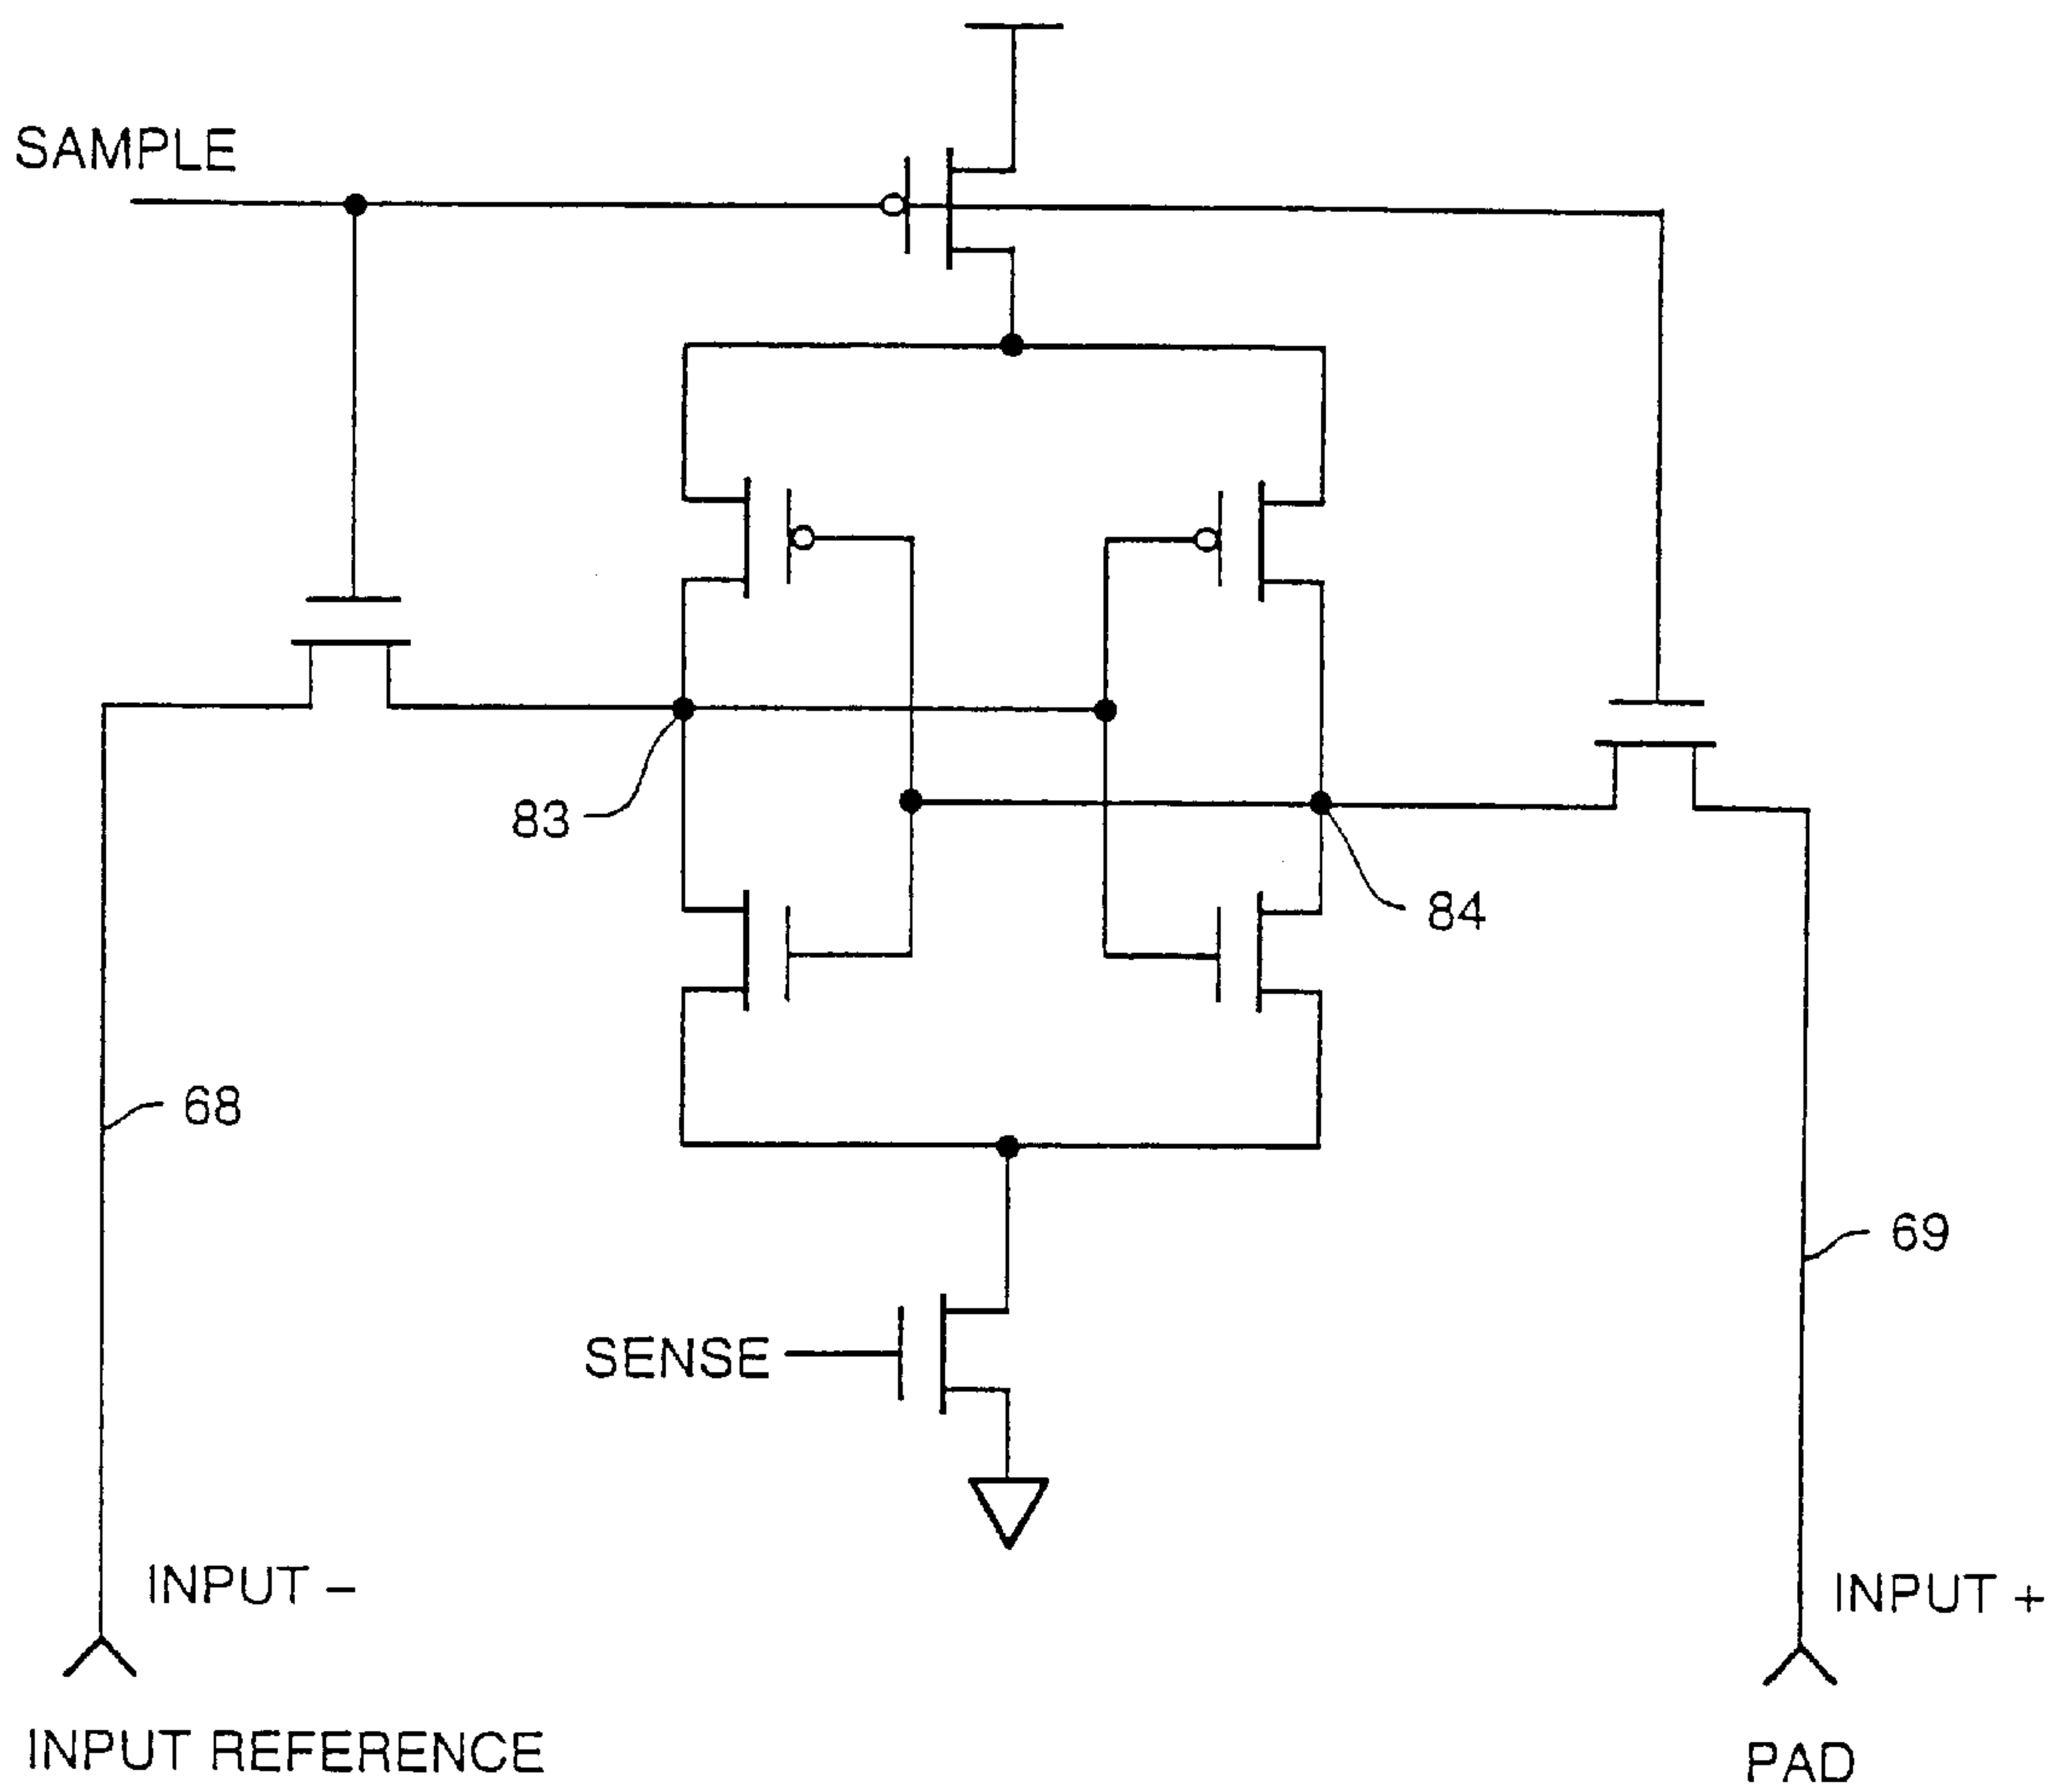 SAMPLE
83
84
68
69
SENSE
INPUT –
INPUT +
INPUT REFERENCE
PAD